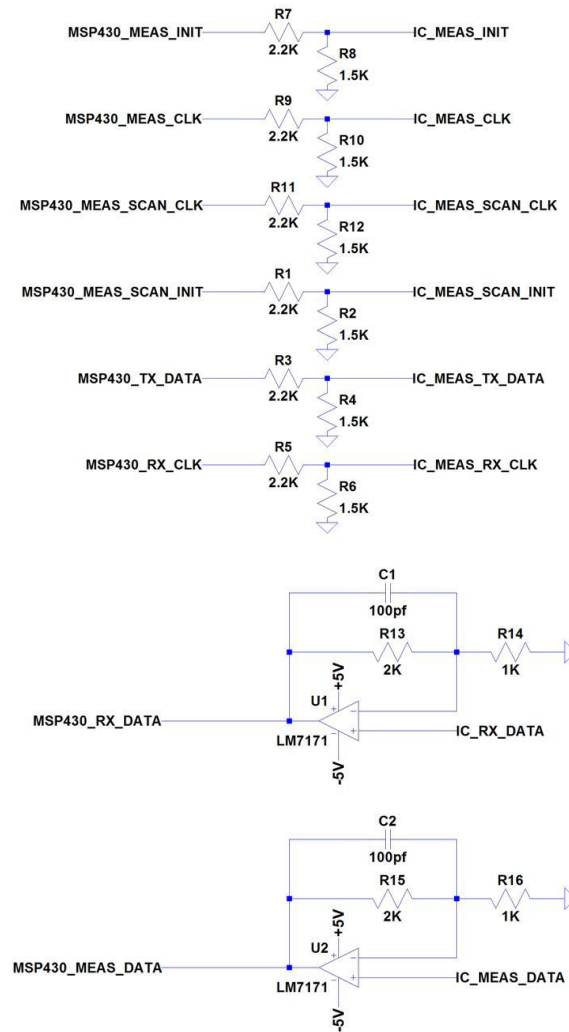 R7
MSP430_MEAS_INIT
IC_MEAS_INIT
2.2K
R8
1.5K
R9
MSP430_MEAS_CLK
IC_MEAS_CLK
2.2K
R10
1.5K
R11
MSP430_MEAS_SCAN_CLK
IC_MEAS_SCAN_CLK
2.2K
R12
1.5K
R1
MSP430_MEAS_SCAN_INIT
IC_MEAS_SCAN_INIT
2.2K
R2
1.5K
R3
MSP430_TX_DATA
IC_MEAS_TX_DATA
2.2K
R4
1.5K
R5
MSP430_RX_CLK
IC_MEAS_RX_CLK
2.2K
R6
1.5K
C1
100pf
R13
R14
2K
1K
U1
+5V
MSP430_RX_DATA
IC_RX_DATA
LM7171
-5V
C2
100pf
R15
R16
2K
1K
U2
+5V
MSP430_MEAS_DATA
IC_MEAS_DATA
LM7171
-5V